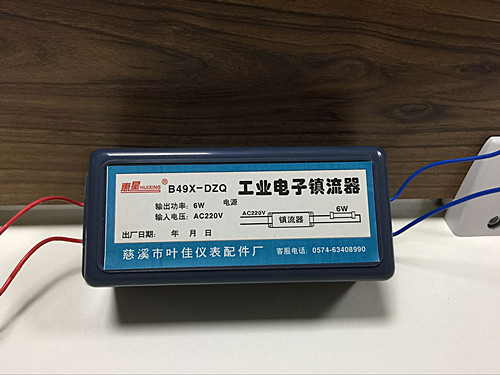 惠星 HUIXING ® B49X-DZQ 工业电子镇流器
输出功率: 6W 电源
输入电压: AC220V AC220V 镇流器 6W
出厂日期: 年 月 日
慈溪市叶佳仪表配件厂 客服电话: 0574-63408990